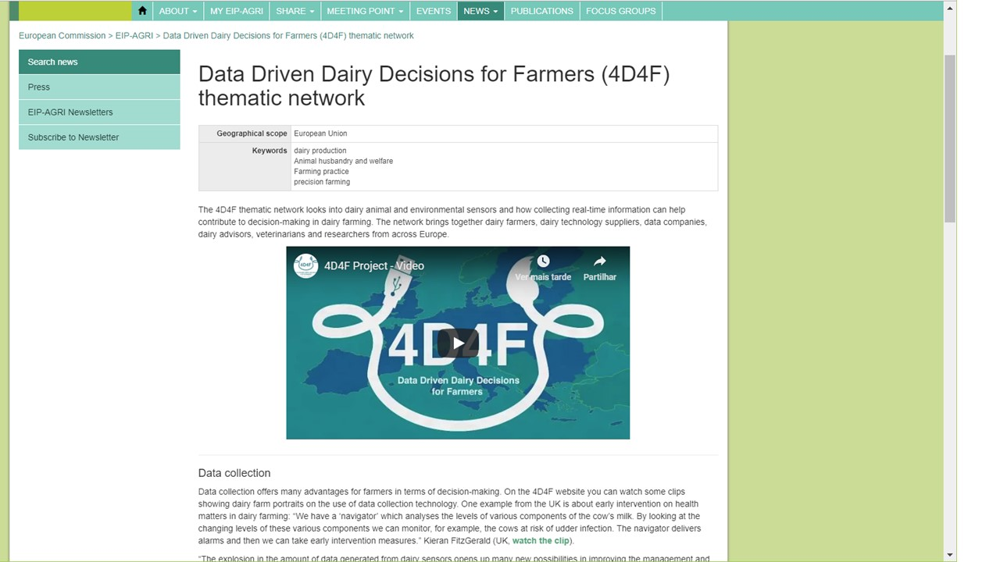 ABOUT MY EIP-AGRI SHARE MEETING POINT EVENTS NEWS PUBLICATIONS FOCUS GROUPS
European Commission > EIP-AGRI > Data Driven Dairy Decisions for Farmers (4D4F) thematic network
Search news
Press
EIP-AGRI Newsletters
Subscribe to Newsletter
Data Driven Dairy Decisions for Farmers (4D4F)
thematic network
Geographical scope European Union
Keywords dairy production
Animal husbandry and welfare
Farming practice
precision farming
The 4D4F thematic network looks into dairy animal and environmental sensors and how collecting real-time information can help
contribute to decision-making in dairy farming. The network brings together dairy farmers, dairy technology suppliers, data companies,
dairy advisors, veterinarians and researchers from across Europe.
4D4F
4D4F Project - Video
Ver mais tarde Partilhar
4D4F
Data Driven Dairy Decisions
for Farmers
Data collection
Data collection offers many advantages for farmers in terms of decision-making. On the 4D4F website you can watch some clips
showing dairy farm portraits on the use of data collection technology. One example from the UK is about early intervention on health
matters in dairy farming: “We have a ‘navigator’ which analyses the levels of various components of the cow’s milk. By looking at the
changing levels of these various components we can monitor, for example, the cows at risk of udder infection. The navigator delivers
alarms and then we can take early intervention measures.” Kieran FitzGerald (UK, watch the clip).
“The explosion in the amount of data generated from dairy sensors opens up many new possibilities in improving the management and